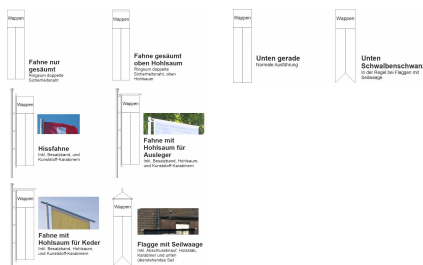 Wappen
Fahne nur
gesäumt
Ringsum doppelte
Sicherheitsnaht
Wappen
Fahne gesäumt
oben Hohlsaum
Ringsum doppelte
Sicherheitsnaht, oben
Hohlsaum
Wappen
Unten gerade
Normale Ausführung
Wappen
Unten
Schwalbenschwanz
In der Regel bei Flaggen mit
Seilwaage
Wappen
Hissfahne
Inkl. Besatzband, und
Kunststoff-Karabinern
Wappen
Fahne mit
Hohlsaum für
Ausleger
Inkl. Besatzband, Hohlsaum,
und Kunststoff-Karabinern
Wappen
Fahne mit
Hohlsaum für Keder
Inkl. Besatzband, Hohlsaum,
und Kunststoff-Karabinern
Wappen
Flagge mit Seilwaage
Inkl. Abschlussknauf, Holzstab,
Karabiner und unten
überstehendes Seil